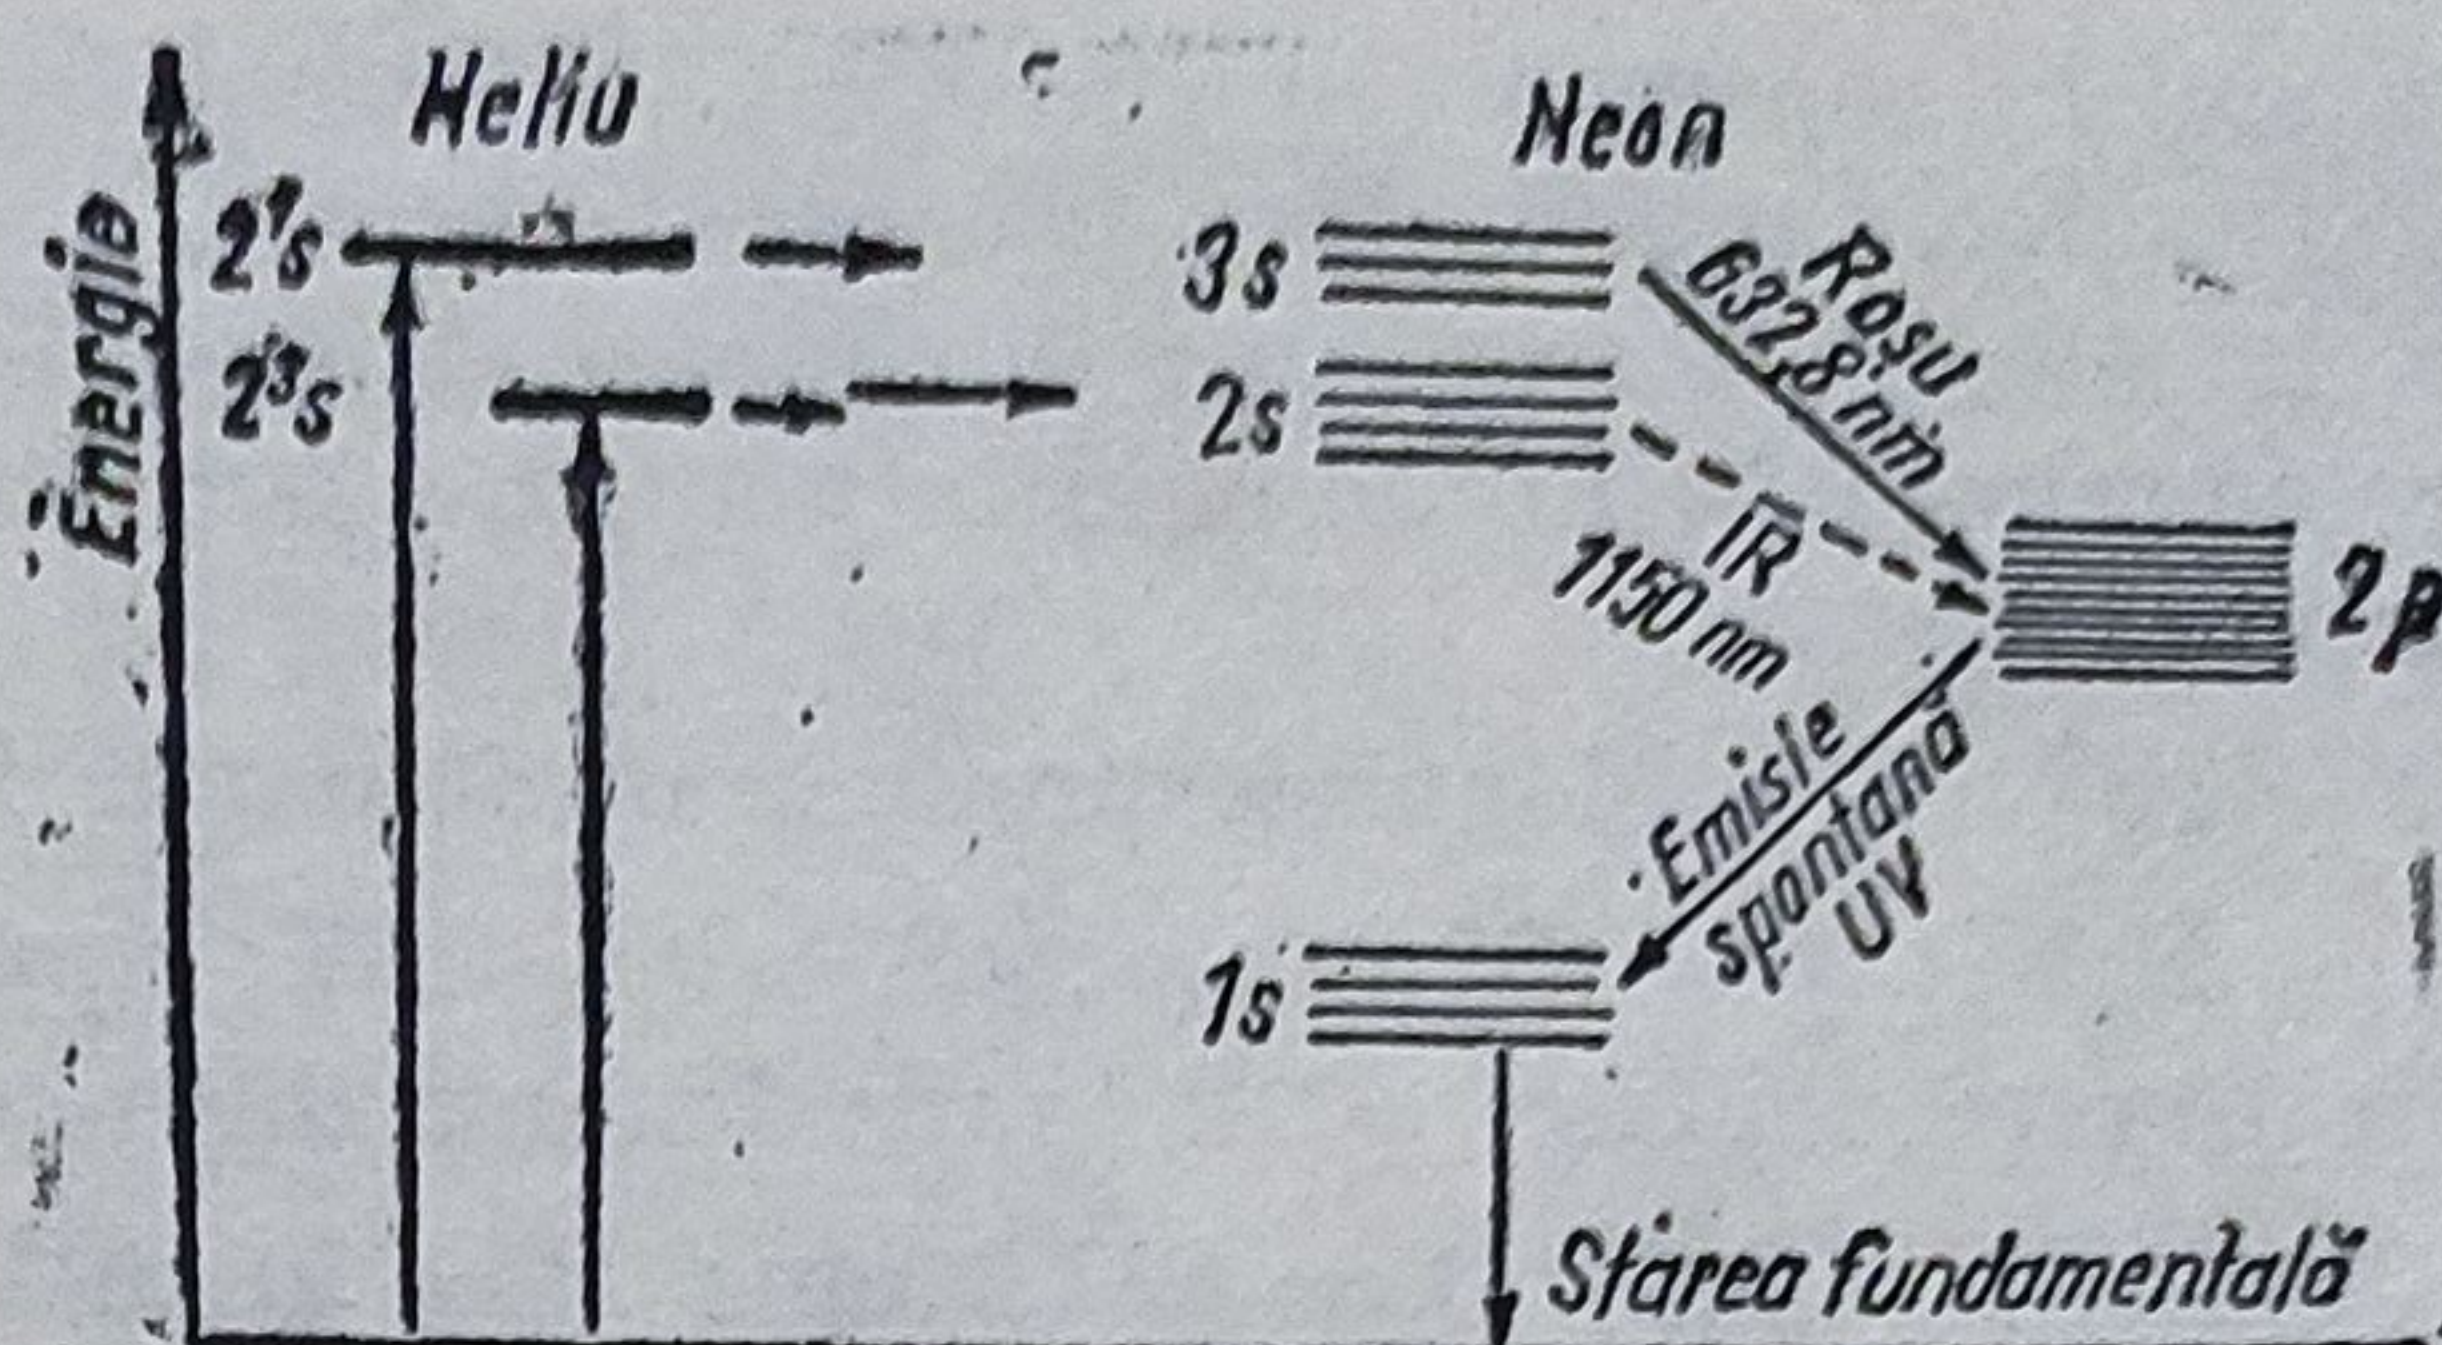 Heliu
Neon
Energie
2¹s
2³s
3s
2s
Roşu
632,8 nm
IR
1150 nm
2p
Emisie
spontană
UV
1s
Starea fundamentală